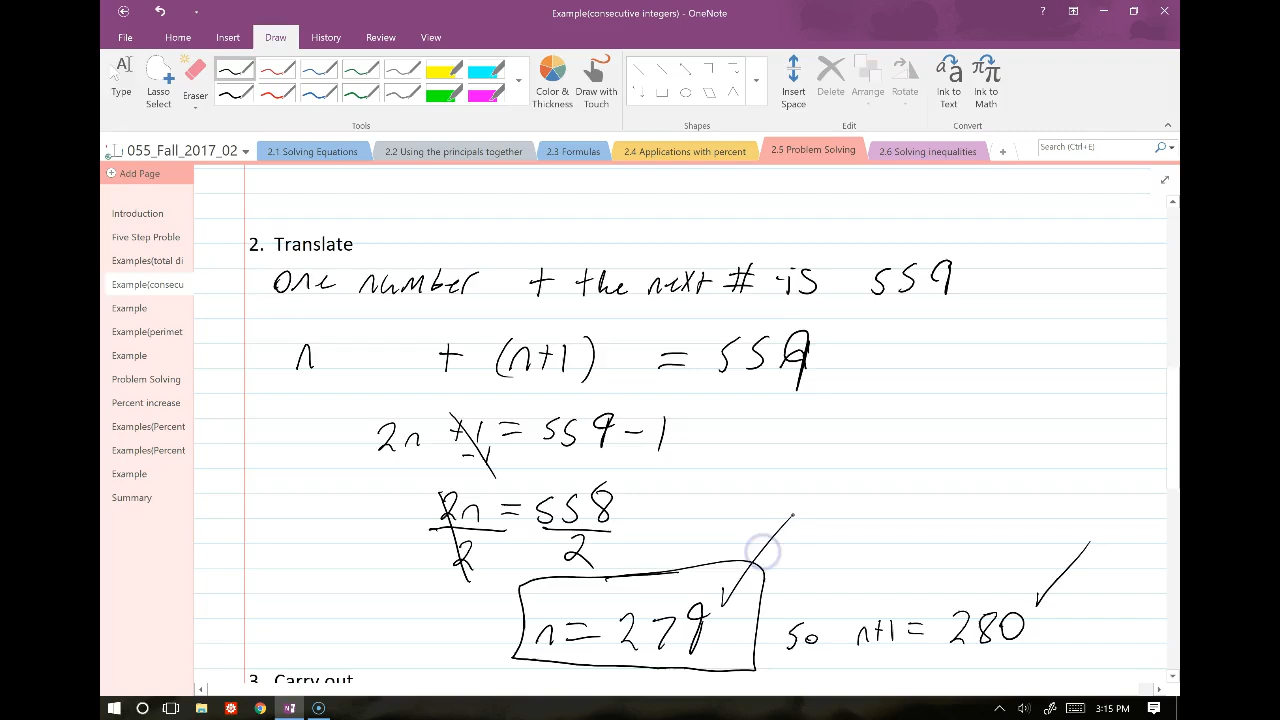 Example(consecutive integers) - OneNote
?
File Home Insert Draw History Review View
Type
Lasso Select
Eraser
Color & Thickness
Draw with Touch
Insert Space
Delete
Arrange
Rotate
Ink to Text
Ink to Math
Tools Shapes Edit Convert
055_Fall_2017_02
2.1 Solving Equations
2.2 Using the principals together
2.3 Formulas
2.4 Applications with percent
2.5 Problem Solving
2.6 Solving inequalities
+
Search (Ctrl+E)
Add Page
Introduction
Five Step Proble
Examples(total di
Example(consecu
Example
Example(perimet
Example
Problem Solving
Percent increase
Examples(Percent
Examples(Percent
Example
Summary
2. Translate
One number + the next # is 559
n + (n+1) = 559
2n +1 = 559 - 1
-1
2n = 558
2 2
n = 279 so n+1 = 280
3. Carry out
3:15 PM